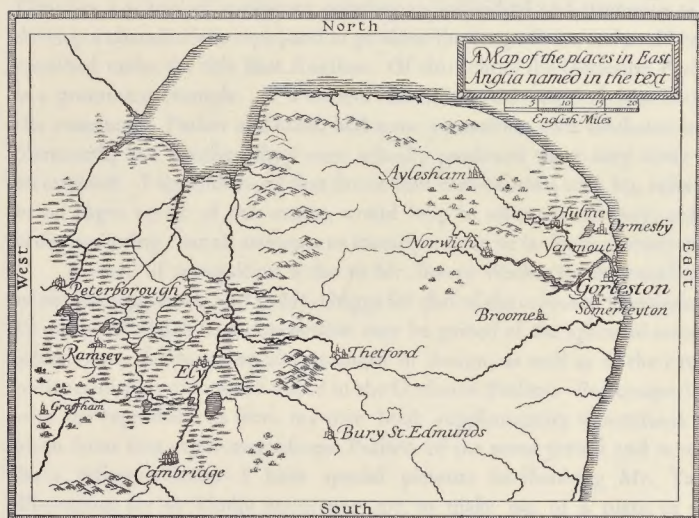 North
A Map of the places in East
Anglia named in the text
5 10 15 20
English Miles
West
East
Aylesham
Hulme
Ormesby
Norwich
Yarmouth
Peterborough
Gorleston
Somerleyton
Broome
Ramsey
Ely
Thetford
Graffham
Bury St. Edmunds
Cambridge
South